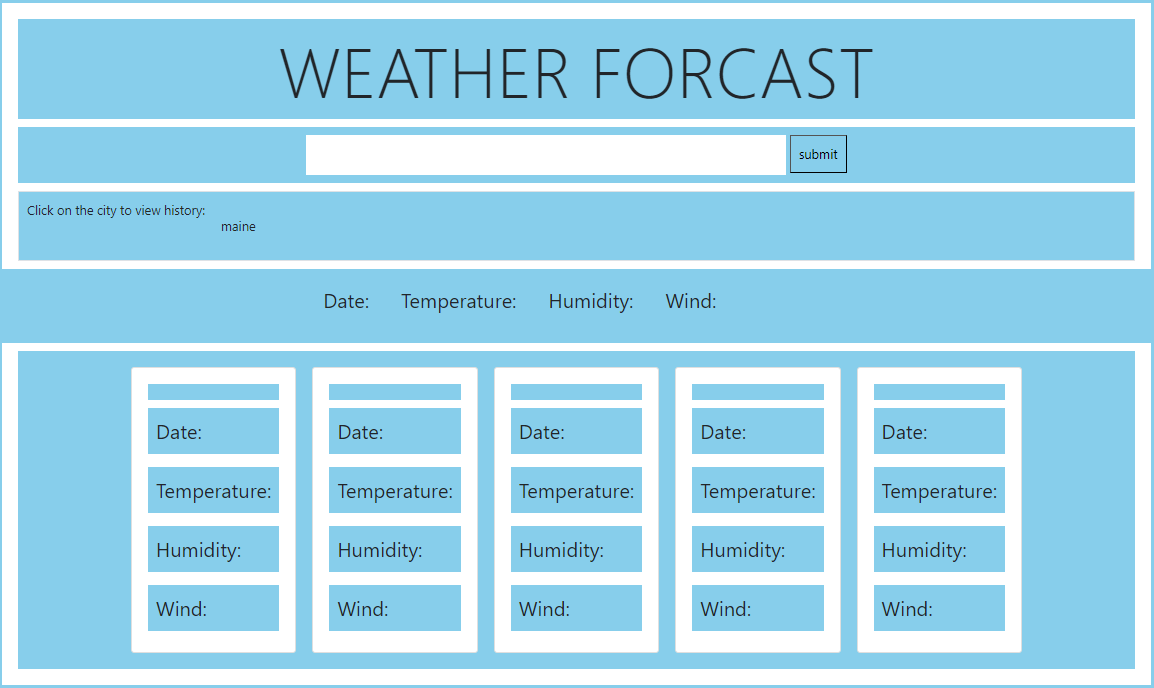 WEATHER FORCAST
submit
Click on the city to view history:
maine
Date: Temperature: Humidity: Wind:
Date: Date: Date: Date: Date:
Temperature: Temperature: Temperature: Temperature: Temperature:
Humidity: Humidity: Humidity: Humidity: Humidity:
Wind: Wind: Wind: Wind: Wind: